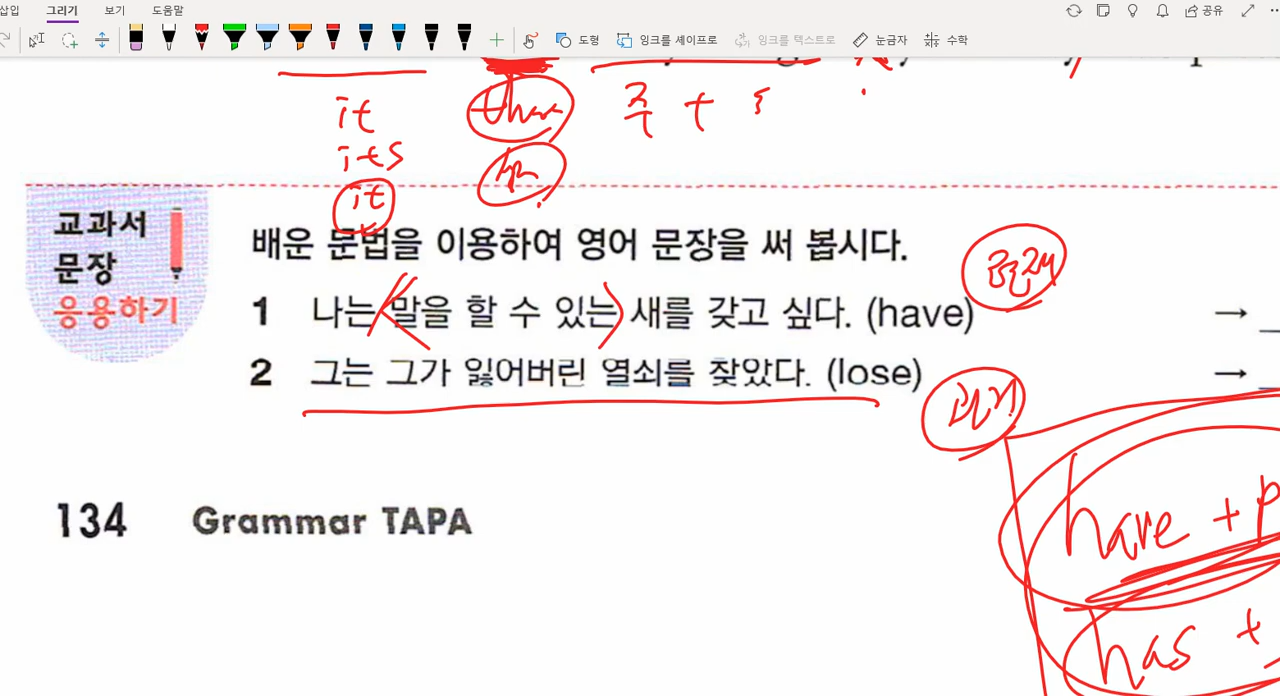 삽입 그리기 보기 도움말
공유
도형 잉크를 셰이프로 잉크를 텍스트로 눈금자 수학
it 주 +
its
it
교과서
문장
응용하기
배운 문법을 이용하여 영어 문장을 써 봅시다.
1 나는 말을 할 수 있는 새를 갖고 싶다. (have) →
현재
2 그는 그가 잃어버린 열쇠를 찾았다. (lose) →
과거
have + p
has +
134 Grammar TAPA